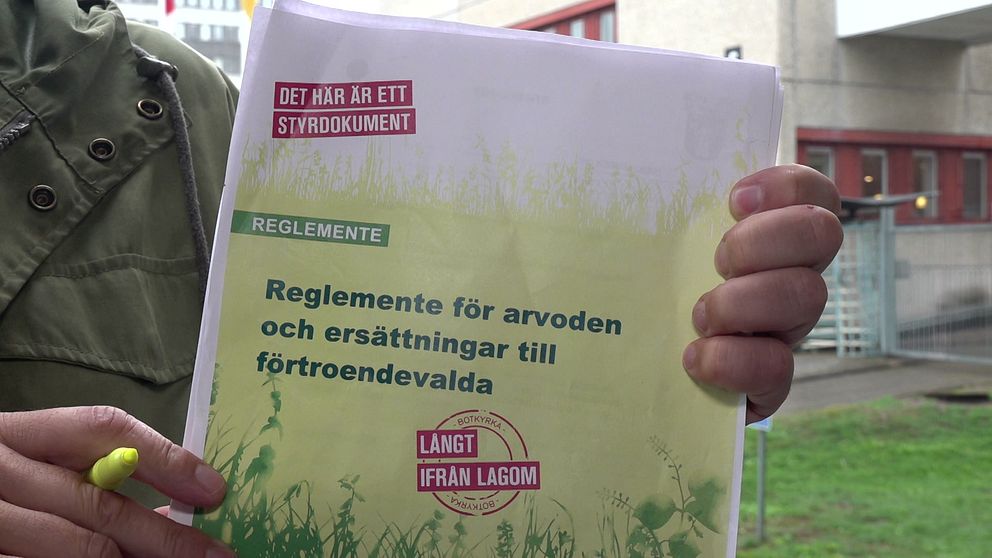 DET HÄR ÄR ETT
STYRDOKUMENT
REGLEMENTE
Reglemente för arvoden
och ersättningar till
förtroendevalda
BOTKYRKA
LÅNGT
IFRÅN LAGOM
BOTKYRKA